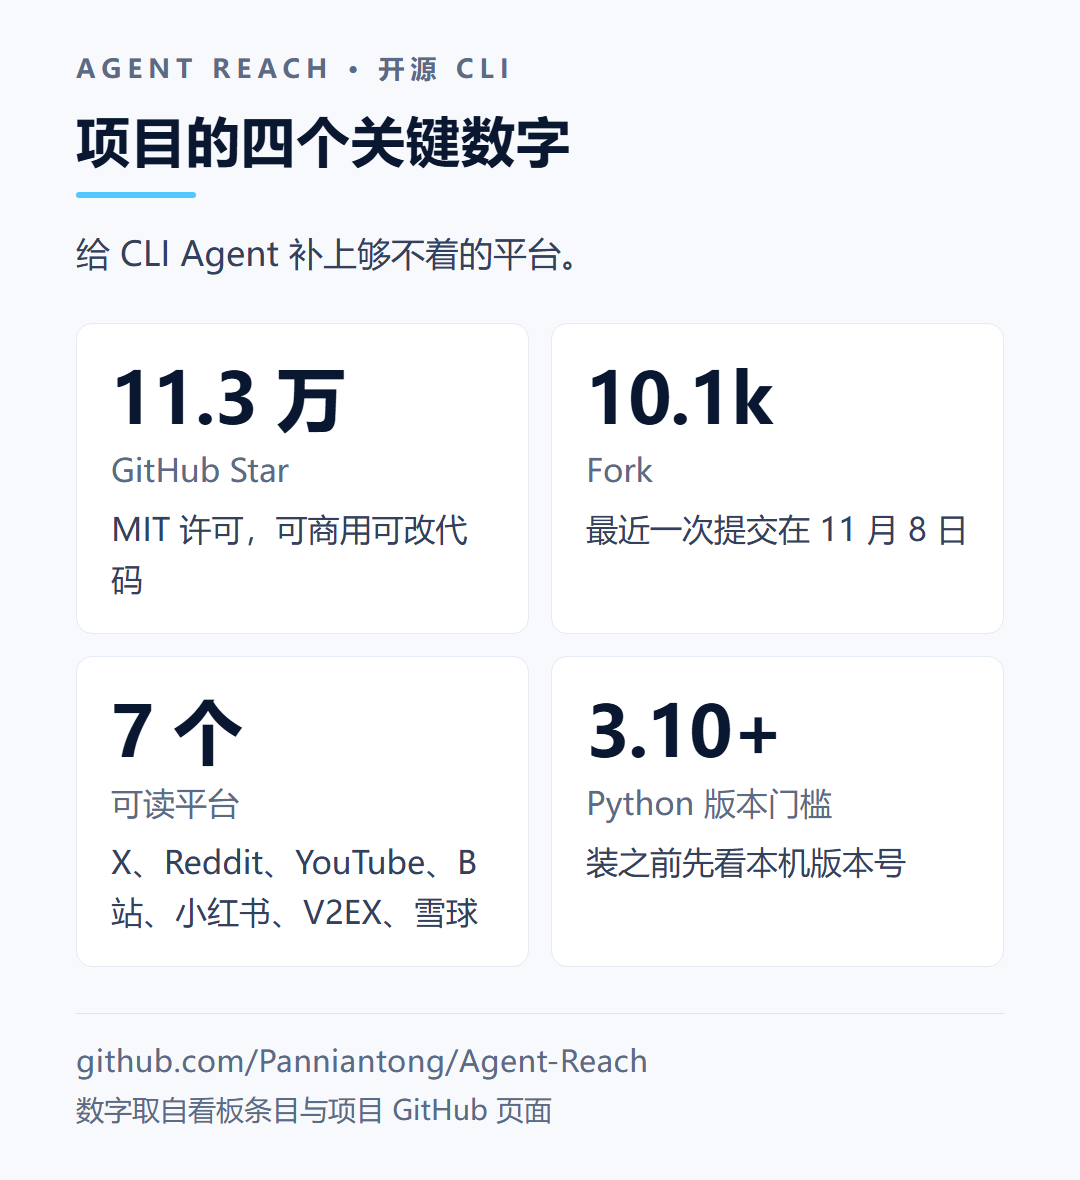 AGENT REACH · 开源 CLI
项目的四个关键数字
给 CLI Agent 补上够不着的平台。
11.3 万
GitHub Star
MIT 许可，可商用可改代
码
10.1k
Fork
最近一次提交在 11 月 8 日
7 个
可读平台
X、Reddit、YouTube、B
站、小红书、V2EX、雪球
3.10+
Python 版本门槛
装之前先看本机版本号
github.com/Panniantong/Agent-Reach
数字取自看板条目与项目 GitHub 页面